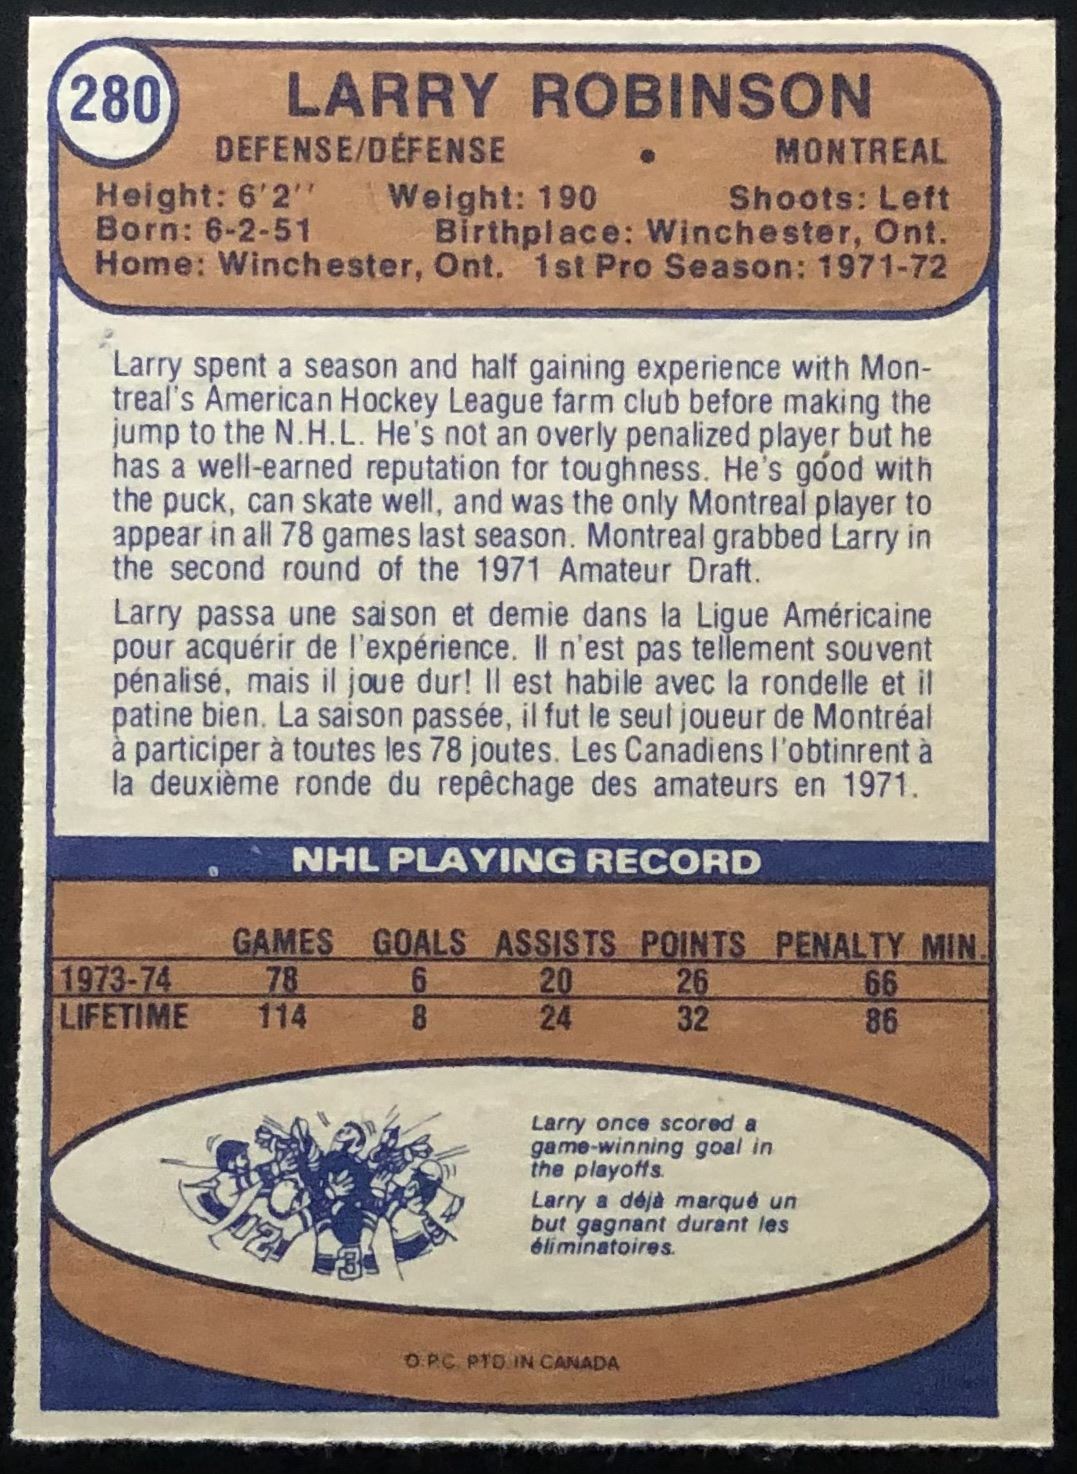 280
LARRY ROBINSON
DEFENSE/DÉFENSE • MONTREAL
Height: 6'2'' Weight: 190 Shoots: Left
Born: 6-2-51 Birthplace: Winchester, Ont.
Home: Winchester, Ont. 1st Pro Season: 1971-72
Larry spent a season and half gaining experience with Mon-
treal's American Hockey League farm club before making the
jump to the N.H.L. He's not an overly penalized player but he
has a well-earned reputation for toughness. He's good with
the puck, can skate well, and was the only Montreal player to
appear in all 78 games last season. Montreal grabbed Larry in
the second round of the 1971 Amateur Draft.
Larry passa une saison et demie dans la Ligue Américaine
pour acquérir de l'expérience. Il n'est pas tellement souvent
pénalisé, mais il joue dur! Il est habile avec la rondelle et il
patine bien. La saison passée, il fut le seul joueur de Montréal
à participer à toutes les 78 joutes. Les Canadiens l'obtinrent à
la deuxième ronde du repêchage des amateurs en 1971.
NHL PLAYING RECORD
GAMES GOALS ASSISTS POINTS PENALTY MIN.
1973-74 78 6 20 26 66
LIFETIME 114 8 24 32 86
Larry once scored a
game-winning goal in
the playoffs.
Larry a déjà marqué un
but gagnant durant les
éliminatoires.
12
3
O.P.C. PTD. IN CANADA